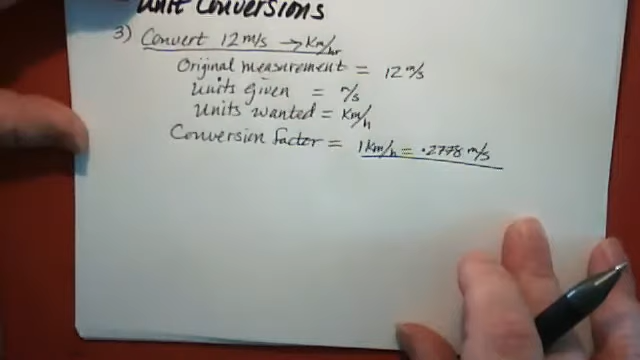 Unit Conversions
3) Convert 12 m/s → Km/hr
Original measurement = 12 m/s
Units given = m/s
Units wanted = Km/h
Conversion factor = 1 Km/h = .2778 m/s